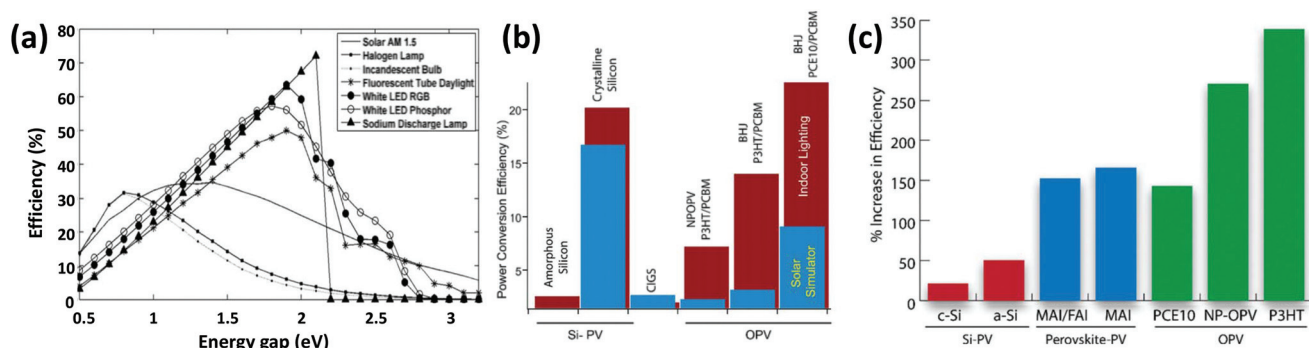 (a)
80
70
60
50
40
30
20
10
0
Efficiency (%)
Solar AM 1.5
Halogen Lamp
Incandescent Bulb
Fluorescent Tube Daylight
White LED RGB
White LED Phosphor
Sodium Discharge Lamp
0.5
1
1.5
2
2.5
3
Energy gap (eV)
(b)
Power Conversion Efficiency (%)
20
15
10
5
Amorphous
Silicon
Crystalline
Silicon
CIGS
NPOPV
P3HT/PCBM
BHJ
P3HT/PCBM
BHJ
PCE10/PCBM
Indoor Lighting
Solar
Simulator
Si- PV
OPV
(c)
% Increase in Efficiency
350
300
250
200
150
100
50
0
c-Si
a-Si
MAI/FAI
MAI
PCE10
NP-OPV
P3HT
Si-PV
Perovskite-PV
OPV